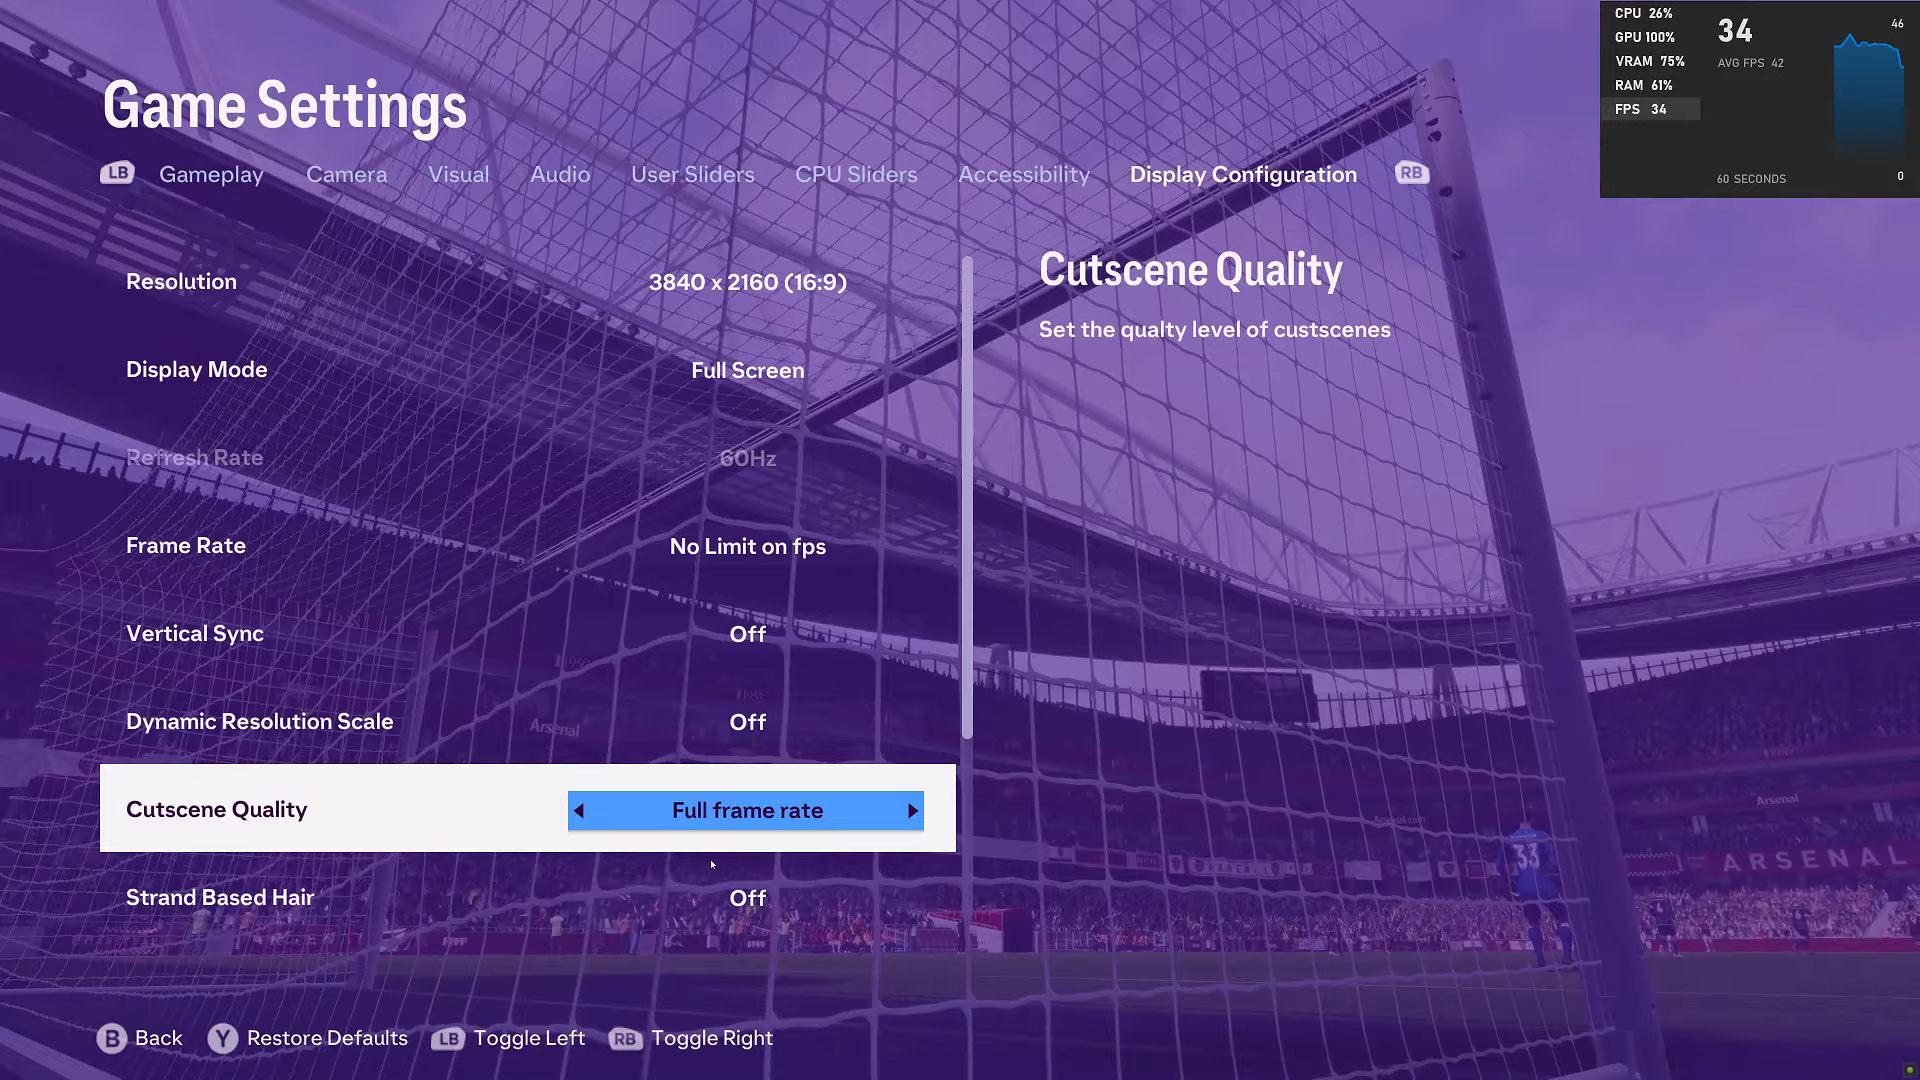 Game Settings
LB Gameplay Camera Visual Audio User Sliders CPU Sliders Accessibility Display Configuration RB
Resolution 3840 x 2160 (16:9)
Display Mode Full Screen
Refresh Rate 60Hz
Frame Rate No Limit on fps
Vertical Sync Off
Dynamic Resolution Scale Off
Cutscene Quality Full frame rate
Strand Based Hair Off
Cutscene Quality
Set the qualty level of custscenes
CPU 26%
GPU 100%
VRAM 75%
RAM 61%
FPS 34
34
AVG FPS 42
46
60 SECONDS
0
Arsenal
Arsenal
ARSENAL
33
B Back Y Restore Defaults LB Toggle Left RB Toggle Right